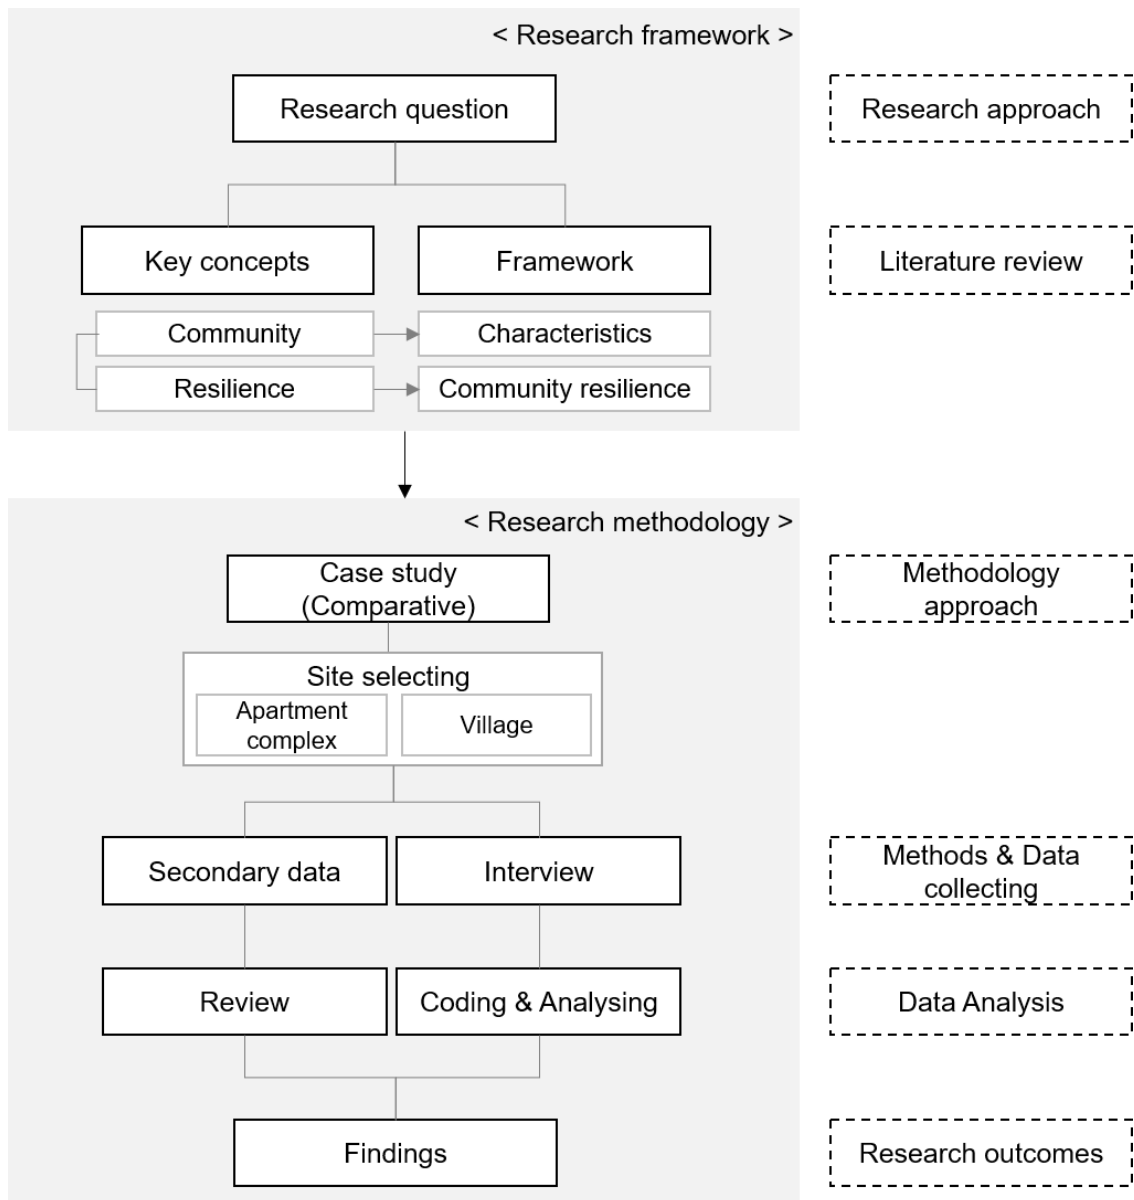 < Research framework >
Research question
Research approach
Key concepts
Framework
Literature review
Community
Characteristics
Resilience
Community resilience
< Research methodology >
Case study
(Comparative)
Methodology
approach
Site selecting
Apartment
complex
Village
Secondary data
Interview
Methods & Data
collecting
Review
Coding & Analysing
Data Analysis
Findings
Research outcomes